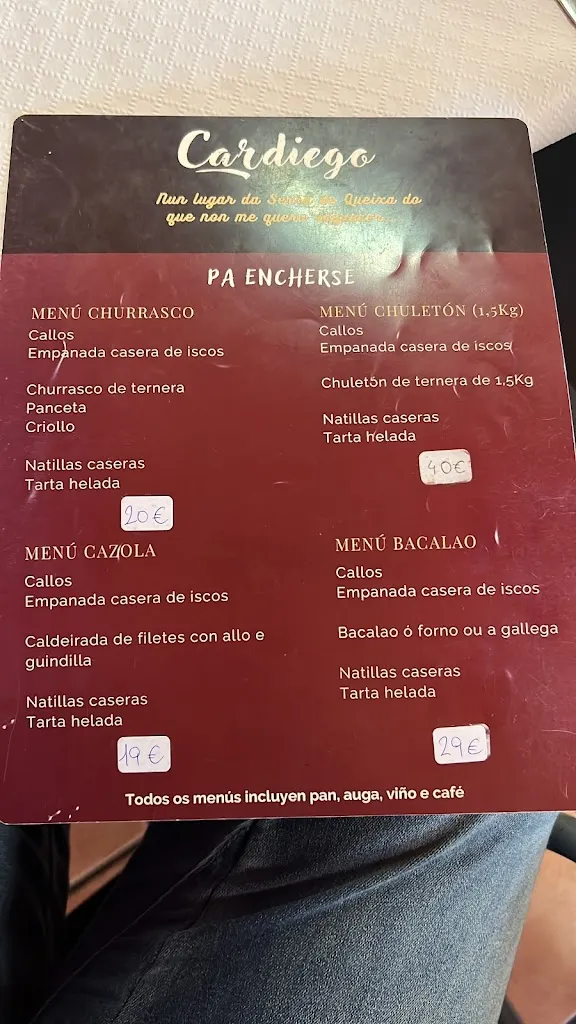 Cardiego
Nun lugar da Serra de Queixa do
que non me quero
PA ENCHERSE
MENÚ CHURRASCO
Callos
Empanada casera de iscos
Churrasco de ternera
Panceta
Criollo
Natillas caseras
Tarta helada
20€
MENÚ CHULETÓN (1,5Kg)
Callos
Empanada casera de iscos
Chuletón de ternera de 1,5Kg
Natillas caseras
Tarta helada
40€
MENÚ CAZOLA
Callos
Empanada casera de iscos
Caldeirada de filetes con allo e
guindilla
Natillas caseras
Tarta helada
19€
MENÚ BACALAO
Callos
Empanada casera de iscos
Bacalao ó forno ou a gallega
Natillas caseras
Tarta helada
29€
Todos os menús incluyen pan, auga, viño e café